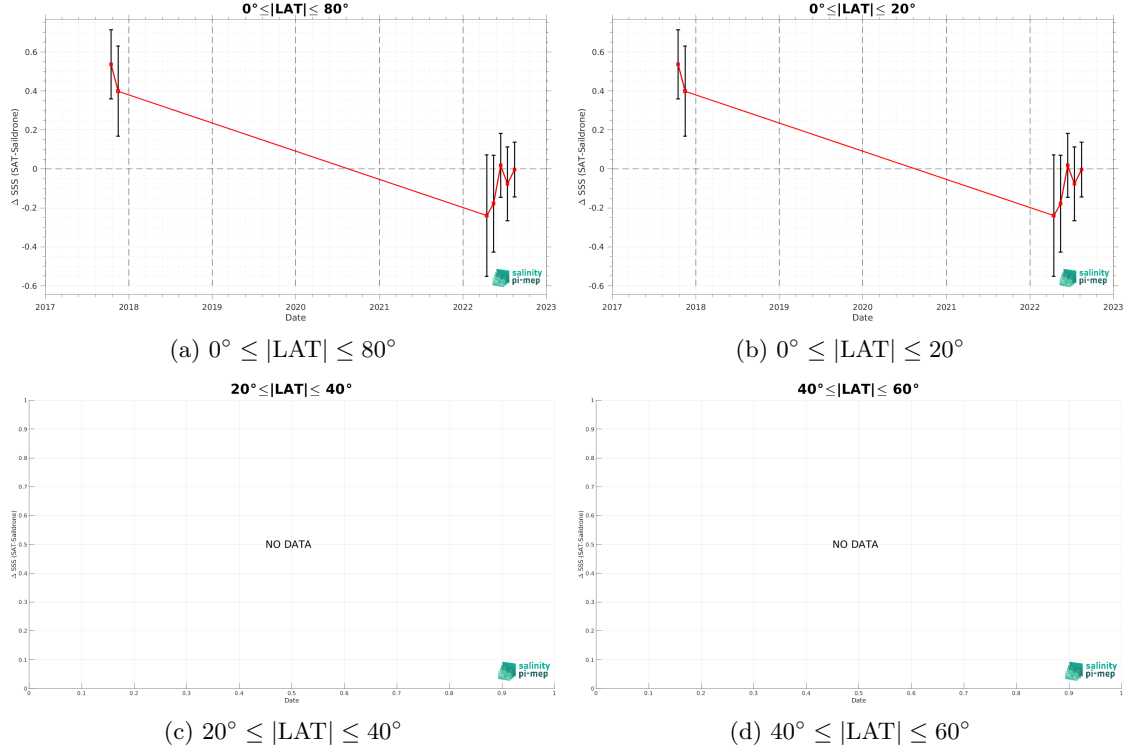 0°≤|LAT|≤ 80°
Δ SSS (SAT-Saildrone)
0.6
0.4
0.2
0
-0.2
-0.4
-0.6
2017 2018 2019 2020 2021 2022 2023
Date
salinity
pi-mep
(a) 0° ≤ |LAT| ≤ 80°
0°≤|LAT|≤ 20°
Δ SSS (SAT-Saildrone)
0.6
0.4
0.2
0
-0.2
-0.4
-0.6
2017 2018 2019 2020 2021 2022 2023
Date
salinity
pi-mep
(b) 0° ≤ |LAT| ≤ 20°
20°≤|LAT|≤ 40°
Δ SSS (SAT-Saildrone)
1
0.9
0.8
0.7
0.6
0.5
0.4
0.3
0.2
0.1
0
NO DATA
0 0.1 0.2 0.3 0.4 0.5 0.6 0.7 0.8 0.9 1
Date
salinity
pi-mep
(c) 20° ≤ |LAT| ≤ 40°
40°≤|LAT|≤ 60°
Δ SSS (SAT-Saildrone)
1
0.9
0.8
0.7
0.6
0.5
0.4
0.3
0.2
0.1
0
NO DATA
0 0.1 0.2 0.3 0.4 0.5 0.6 0.7 0.8 0.9 1
Date
salinity
pi-mep
(d) 40° ≤ |LAT| ≤ 60°